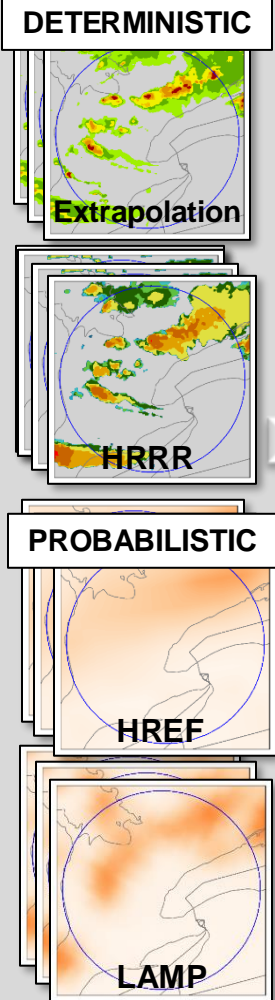 DETERMINISTIC
Extrapolation
HRRR
PROBABILISTIC
HREF
LAMP